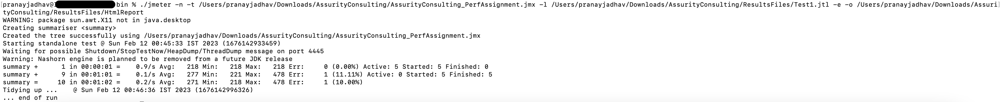 [pranayjadhav@ bin % ./jmeter -n -t /Users/pranayjadhav/Downloads/AssurityConsulting/AssurityConsulting_PerfAssignment.jmx -l /Users/pranayjadhav/Downloads/AssurityConsulting/ResultsFiles/Test1.jtl -e -o /Users/pranayjadhav/Downloads/Assuri]
tyConsulting/ResultsFiles/HtmlReport
WARNING: package sun.awt.X11 not in java.desktop
Creating summariser <summary>
Created the tree successfully using /Users/pranayjadhav/Downloads/AssurityConsulting/AssurityConsulting_PerfAssignment.jmx
Starting standalone test @ Sun Feb 12 00:45:33 IST 2023 (1676142933459)
Waiting for possible Shutdown/StopTestNow/HeapDump/ThreadDump message on port 4445
Warning: Nashorn engine is planned to be removed from a future JDK release
summary +      1 in 00:00:01 =    0.9/s Avg:   218 Min:   218 Max:   218 Err:     0 (0.00%) Active: 5 Started: 5 Finished: 0
summary +      9 in 00:01:01 =    0.1/s Avg:   277 Min:   221 Max:   478 Err:     1 (11.11%) Active: 0 Started: 5 Finished: 5
summary =     10 in 00:01:02 =    0.2/s Avg:   271 Min:   218 Max:   478 Err:     1 (10.00%)
Tidying up ...    @ Sun Feb 12 00:46:36 IST 2023 (1676142996326)
... end of run